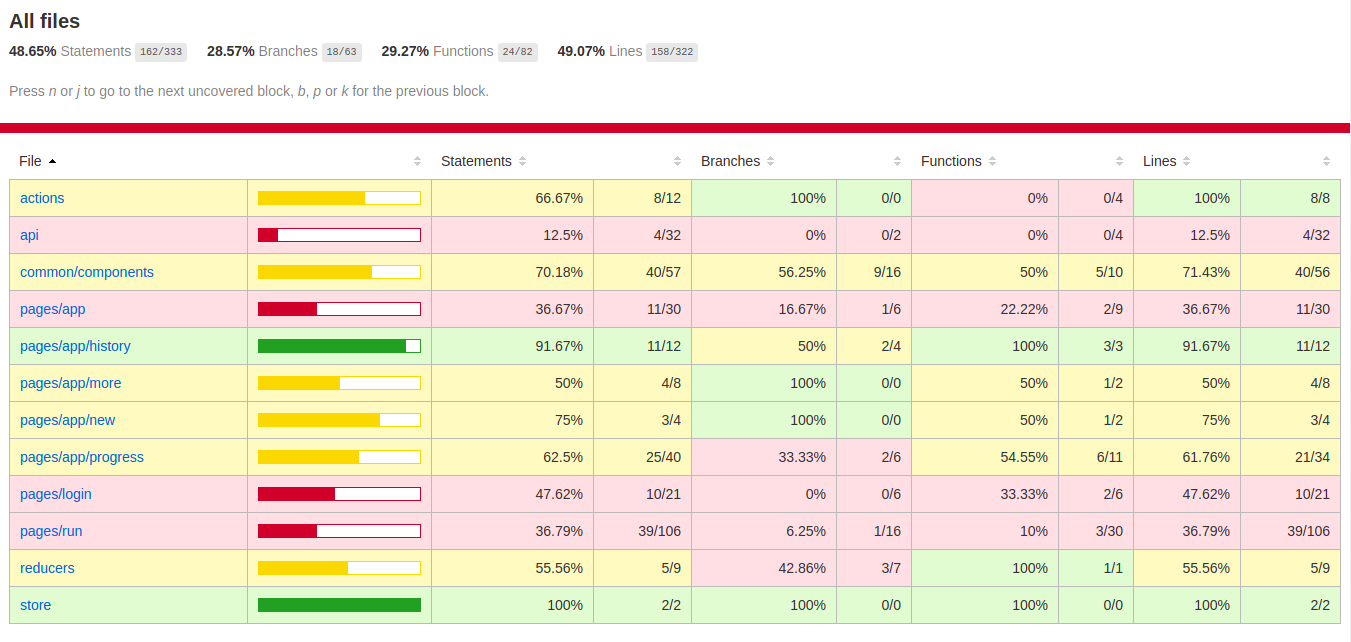 All files
48.65% Statements 162/333 28.57% Branches 18/63 29.27% Functions 24/82 49.07% Lines 158/322
Press n or j to go to the next uncovered block, b, p or k for the previous block.
File Statements Branches Functions Lines
actions 66.67% 8/12 100% 0/0 0% 0/4 100% 8/8
api 12.5% 4/32 0% 0/2 0% 0/4 12.5% 4/32
common/components 70.18% 40/57 56.25% 9/16 50% 5/10 71.43% 40/56
pages/app 36.67% 11/30 16.67% 1/6 22.22% 2/9 36.67% 11/30
pages/app/history 91.67% 11/12 50% 2/4 100% 3/3 91.67% 11/12
pages/app/more 50% 4/8 100% 0/0 50% 1/2 50% 4/8
pages/app/new 75% 3/4 100% 0/0 50% 1/2 75% 3/4
pages/app/progress 62.5% 25/40 33.33% 2/6 54.55% 6/11 61.76% 21/34
pages/login 47.62% 10/21 0% 0/6 33.33% 2/6 47.62% 10/21
pages/run 36.79% 39/106 6.25% 1/16 10% 3/30 36.79% 39/106
reducers 55.56% 5/9 42.86% 3/7 100% 1/1 55.56% 5/9
store 100% 2/2 100% 0/0 100% 0/0 100% 2/2